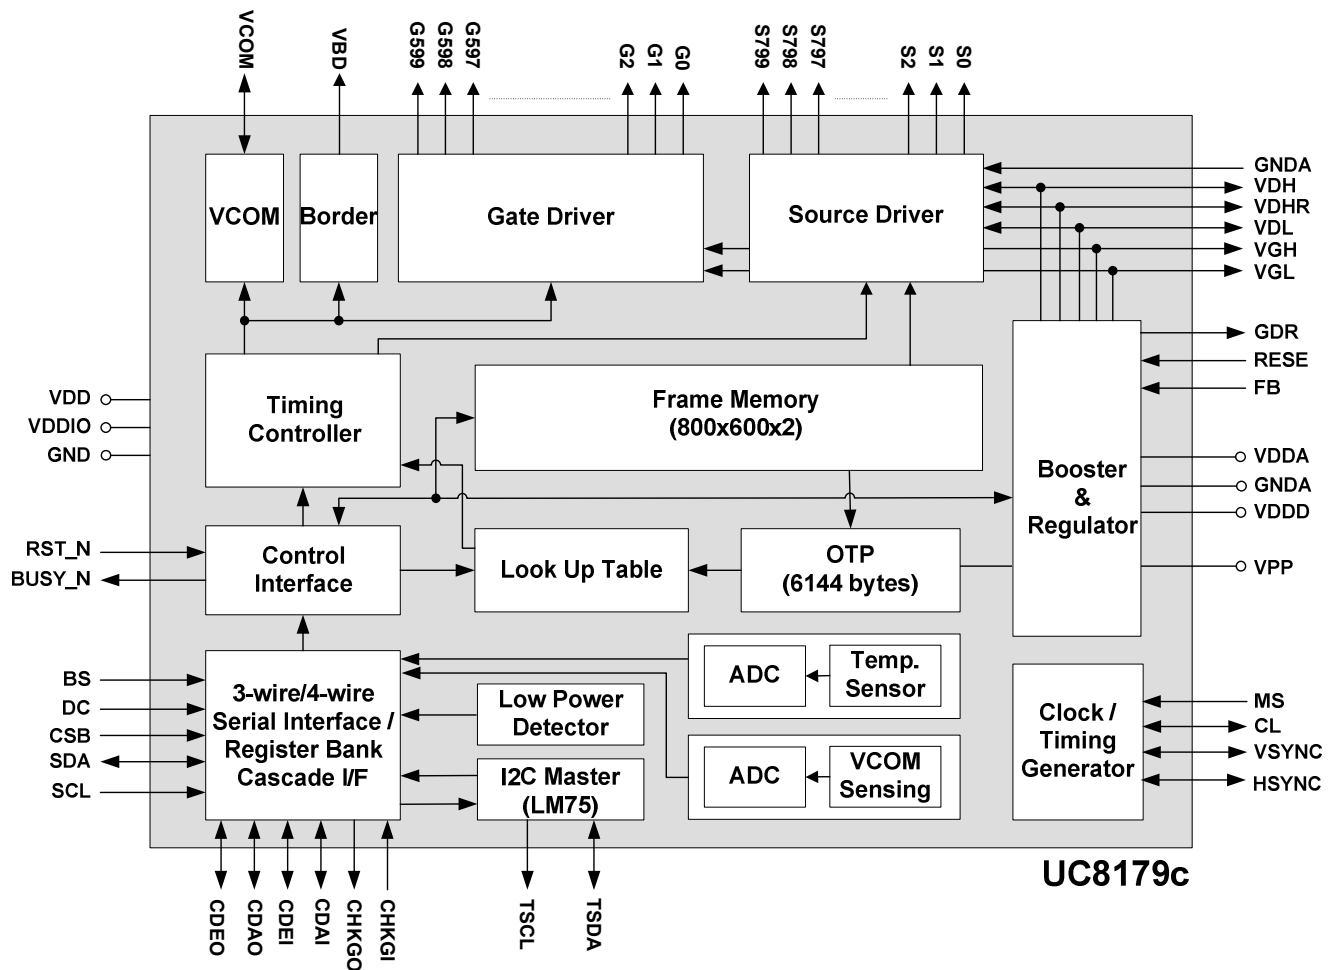 VCOM
VBD
G599
G598
G597
G2
G1
G0
S799
S798
S797
S2
S1
S0
VCOM
Border
Gate Driver
Source Driver
GNDA
VDH
VDHR
VDL
VGH
VGL
GDR
RESE
FB
VDD
VDDIO
GND
Timing
Controller
Frame Memory
(800x600x2)
Booster
&
Regulator
VDDA
GNDA
VDDD
VPP
RST_N
BUSY_N
Control
Interface
Look Up Table
OTP
(6144 bytes)
BS
DC
CSB
SDA
SCL
3-wire/4-wire
Serial Interface /
Register Bank
Cascade I/F
Low Power
Detector
I2C Master
(LM75)
ADC
Temp.
Sensor
ADC
VCOM
Sensing
Clock /
Timing
Generator
MS
CL
VSYNC
HSYNC
UC8179c
CDEO
CDAO
CDEI
CDAI
CHKGO
CHKGI
TSCL
TSDA